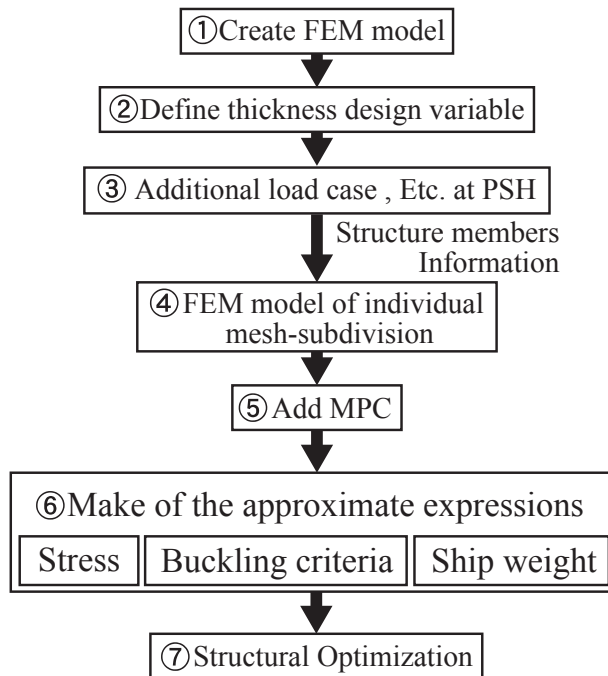 ①Create FEM model
②Define thickness design variable
③ Additional load case , Etc. at PSH
Structure members
Information
④FEM model of individual
mesh-subdivision
⑤Add MPC
⑥Make of the approximate expressions
Stress Buckling criteria Ship weight
⑦Structural Optimization